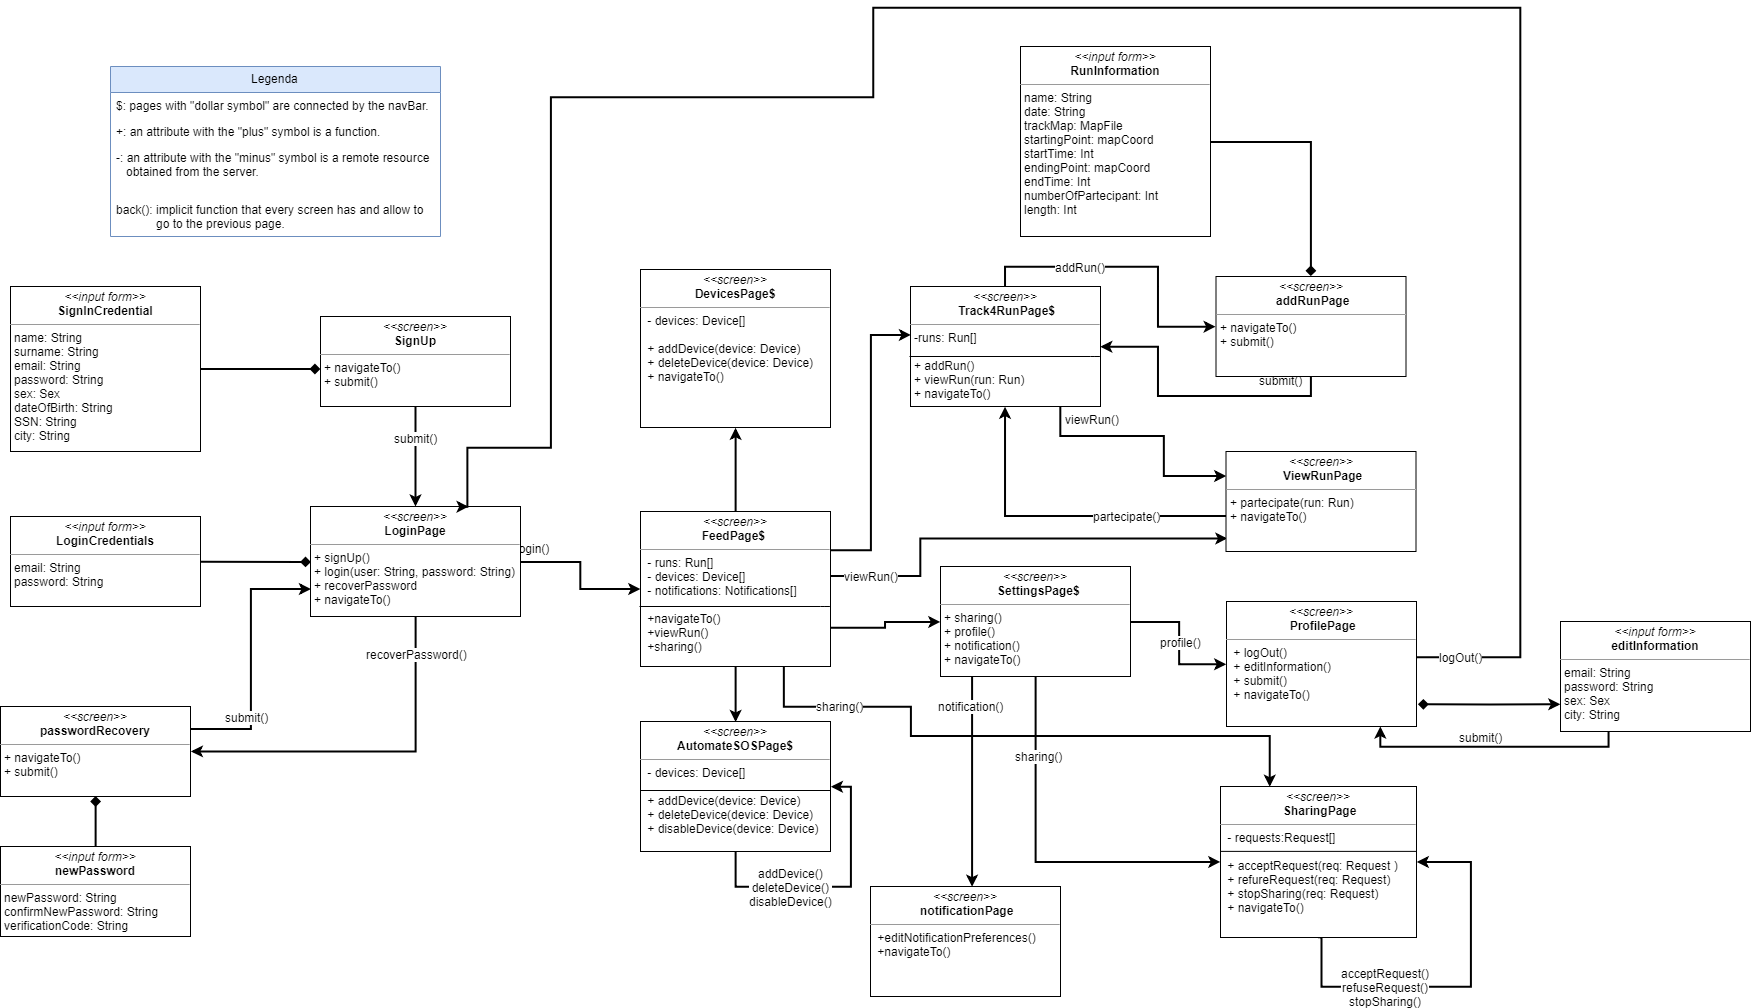 Legenda
$: pages with "dollar symbol" are connected by the navBar.
+: an attribute with the "plus" symbol is a function.
-: an attribute with the "minus" symbol is a remote resource
obtained from the server.
back(): implicit function that every screen has and allow to
go to the previous page.
<<input form>>
RunInformation
name: String
date: String
trackMap: MapFile
startingPoint: mapCoord
startTime: Int
endingPoint: mapCoord
endTime: Int
numberOfPartecipant: Int
length: Int
<<input form>>
SignInCredential
name: String
surname: String
email: String
password: String
sex: Sex
dateOfBirth: String
SSN: String
city: String
<<screen>>
SignUp
+ navigateTo()
+ submit()
submit()
<<screen>>
DevicesPage$
- devices: Device[]
+ addDevice(device: Device)
+ deleteDevice(device: Device)
+ navigateTo()
<<screen>>
Track4RunPage$
-runs: Run[]
+ addRun()
+ viewRun(run: Run)
+ navigateTo()
addRun()
<<screen>>
addRunPage
+ navigateTo()
+ submit()
submit()
viewRun()
<<screen>>
ViewRunPage
+ partecipate(run: Run)
+ navigateTo()
partecipate()
<<input form>>
LoginCredentials
email: String
password: String
<<screen>>
LoginPage
+ signUp()
+ login(user: String, password: String)
+ recoverPassword
+ navigateTo()
ogin()
recoverPassword()
<<screen>>
FeedPage$
- runs: Run[]
- devices: Device[]
- notifications: Notifications[]
+navigateTo()
+viewRun()
+sharing()
viewRun()
<<screen>>
SettingsPage$
+ sharing()
+ profile()
+ notification()
+ navigateTo()
profile()
<<screen>>
ProfilePage
+ logOut()
+ editInformation()
+ submit()
+ navigateTo()
logOut()
<<input form>>
editInformation
email: String
password: String
sex: Sex
city: String
submit()
<<screen>>
passwordRecovery
+ navigateTo()
+ submit()
submit()
<<input form>>
newPassword
newPassword: String
confirmNewPassword: String
verificationCode: String
sharing()
notification()
sharing()
<<screen>>
AutomateSOSPage$
- devices: Device[]
+ addDevice(device: Device)
+ deleteDevice(device: Device)
+ disableDevice(device: Device)
addDevice()
deleteDevice()
disableDevice()
<<screen>>
notificationPage
+editNotificationPreferences()
+navigateTo()
<<screen>>
SharingPage
- requests:Request[]
+ acceptRequest(req: Request )
+ refureRequest(req: Request)
+ stopSharing(req: Request)
+ navigateTo()
acceptRequest()
refuseRequest()
stopSharing()